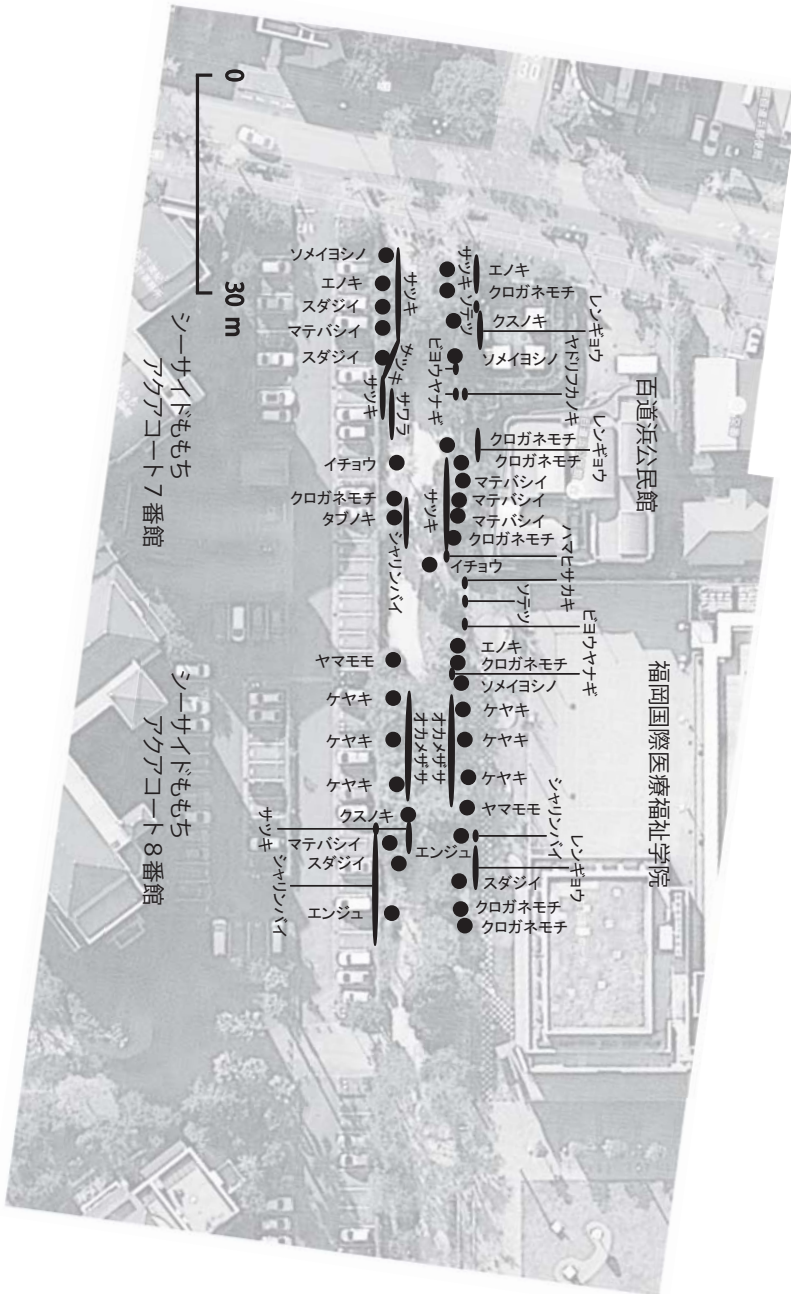 0
30 m
シーサイドももち
アクアコート７番館
シーサイドももち
アクアコート８番館
百道浜公民館
福岡国際医療福祉学院
ソメイヨシノ
エノキ
スダジイ
マテバシイ
スダジイ
サツキ
サツキ
サツキ
サワラ
イチョウ
クロガネモチ
タブノキ
シャリンバイ
ヤマモモ
ケヤキ
ケヤキ
ケヤキ
オカメザサ
クスノキ
サツキ
マテバシイ
スダジイ
シャリンバイ
エンジュ
サツキ
エノキ
クロガネモチ
ソテツ
クスノキ
レンギョウ
ソメイヨシノ
ビヨウヤナギ
ヤドリフカノキ
クロガネモチ
レンギョウ
クロガネモチ
マテバシイ
マテバシイ
マテバシイ
サツキ
クロガネモチ
ハマヒサカキ
イチョウ
ソテツ
ビヨウヤナギ
エノキ
クロガネモチ
ソメイヨシノ
ケヤキ
オカメザサ
ケヤキ
ケヤキ
ヤマモモ
シャリンバイ
エンジュ
レンギョウ
スダジイ
クロガネモチ
クロガネモチ